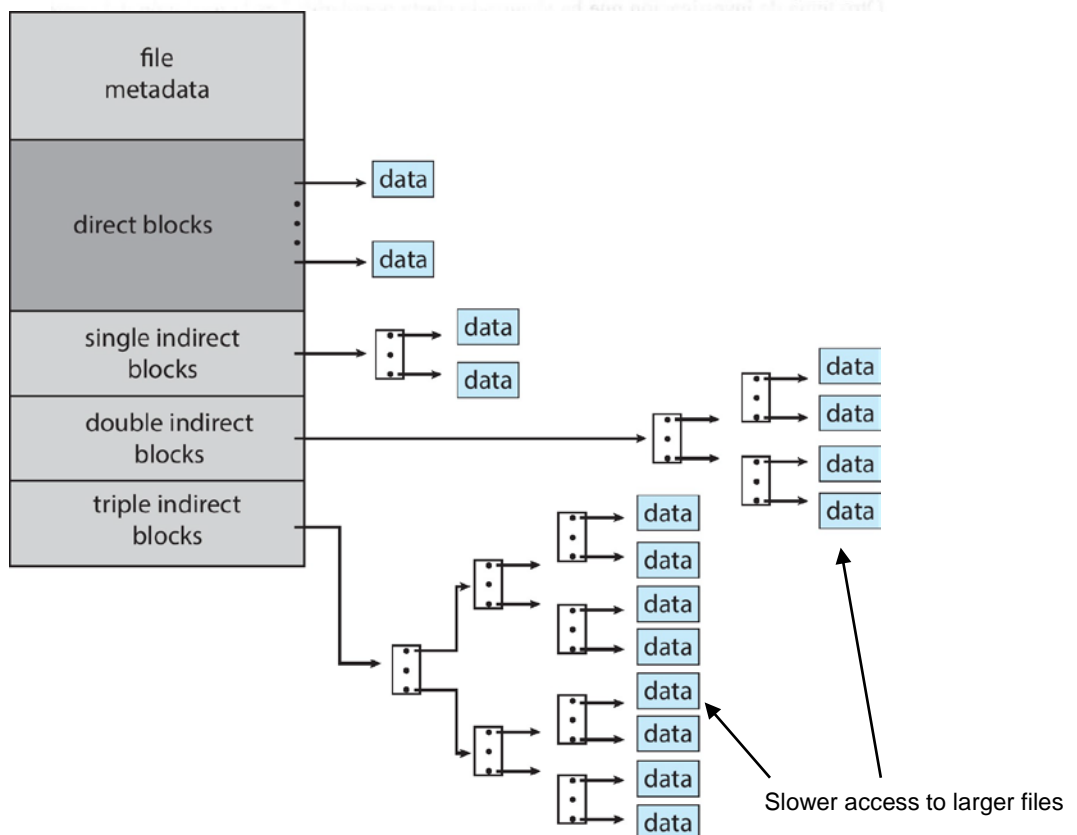 file
metadata
direct blocks
data
data
single indirect
blocks
data
data
double indirect
blocks
data
data
data
data
triple indirect
blocks
data
data
data
data
data
data
data
data
Slower access to larger files